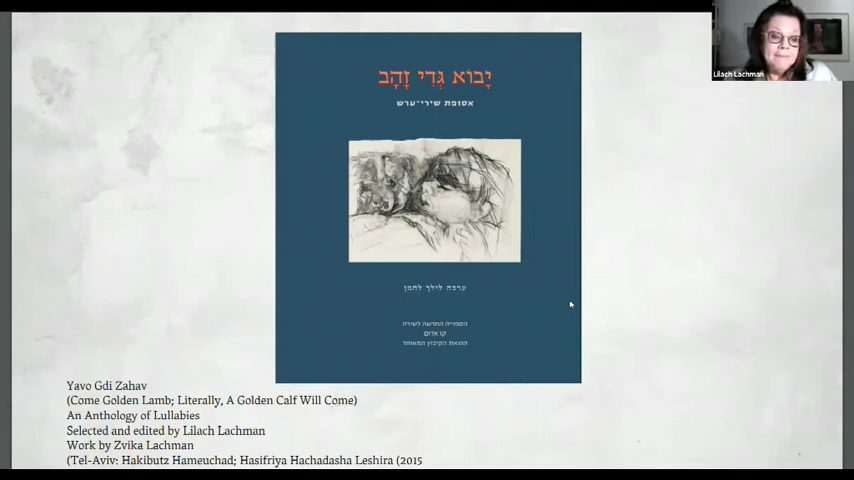 Lilach Lachman
יָבוֹא גְּדִי זָהָב
אסופת שירי־ערש
ערכה לילך לחמן
הספריה החדשה לשירה
קו אדום
הוצאת הקיבוץ המאוחד
Yavo Gdi Zahav
(Come Golden Lamb; Literally, A Golden Calf Will Come)
An Anthology of Lullabies
Selected and edited by Lilach Lachman
Work by Zvika Lachman
(Tel-Aviv: Hakibutz Hameuchad; Hasifriya Hachadasha Leshira (2015